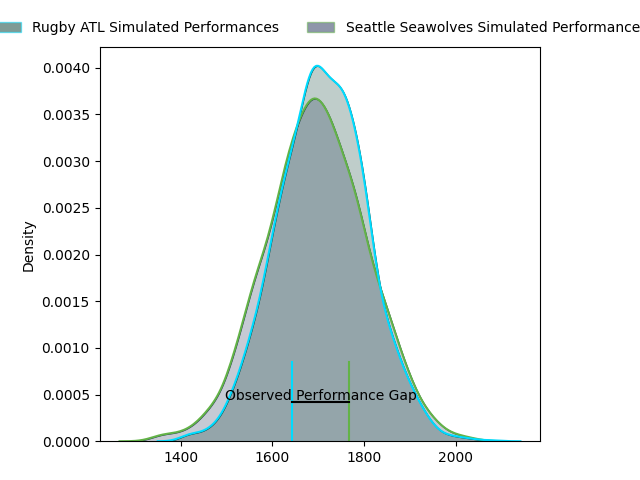 Rugby ATL Simulated Performances Seattle Seawolves Simulated Performance
0.0040
0.0035
0.0030
0.0025
0.0020
0.0015
0.0010
0.0005
0.0000
Density
Observed Performance Gap
1400 1600 1800 2000